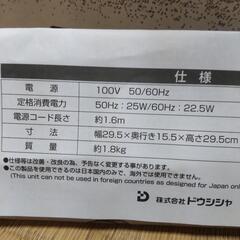 仕様
電源 100V 50/60Hz
定格消費電力 50Hz：25W/60Hz：22.5W
電源コード長さ 約1.6m
寸法 幅29.5×奥行き15.5×高さ29.5cm
質量 約1.8kg
●仕様等は改善・改良の為、予告なく変更する場合があります。
●この製品を使用できるのは日本国内のみで、海外では使用できません。
(This unit can not be used in foreign countries as designed for Japan only
株式会社ドウシシャ